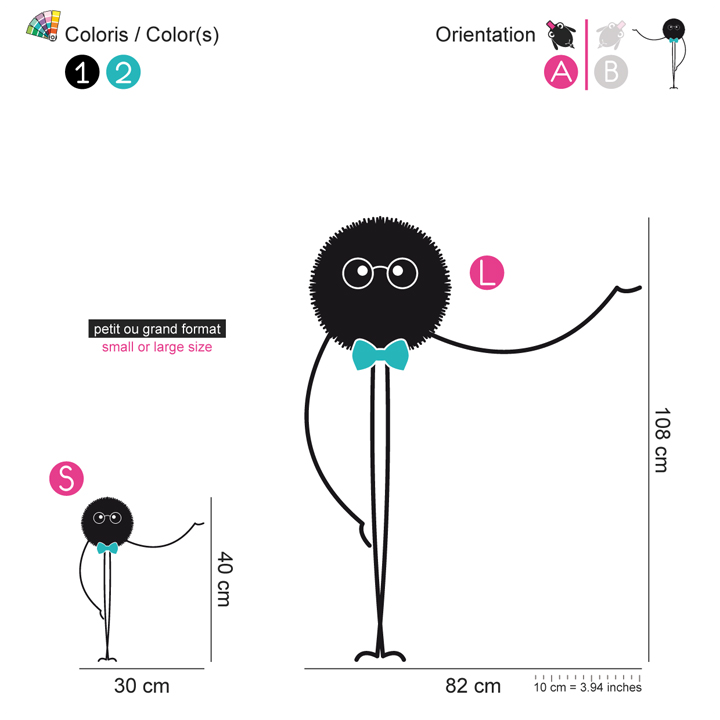 Coloris / Color(s)
1 2
Orientation
A B
L
petit ou grand format
small or large size
S
108 cm
40 cm
30 cm
82 cm
10 cm = 3.94 inches